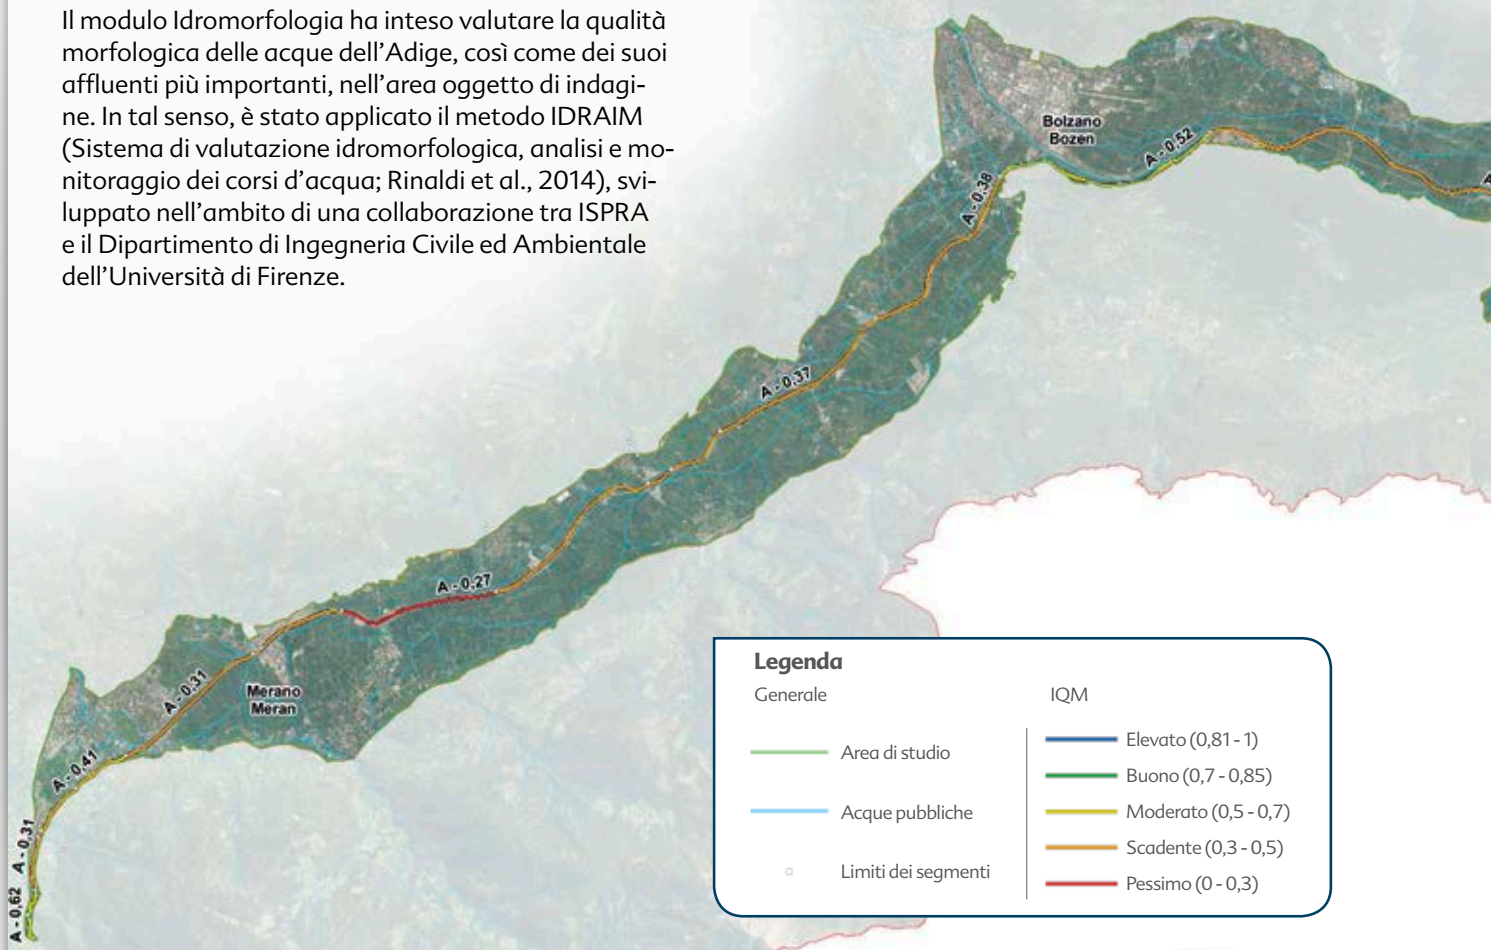 Il modulo Idromorfologia ha inteso valutare la qualità
morfologica delle acque dell’Adige, così come dei suoi
affluenti più importanti, nell’area oggetto di indagi-
ne. In tal senso, è stato applicato il metodo IDRAIM
(Sistema di valutazione idromorfologica, analisi e mo-
nitoraggio dei corsi d’acqua; Rinaldi et al., 2014), svi-
luppato nell’ambito di una collaborazione tra ISPRA
e il Dipartimento di Ingegneria Civile ed Ambientale
dell’Università di Firenze.
Bolzano
Bozen
A - 0,52
A
A - 0,38
A - 0,37
A - 0,27
A - 0,31
Merano
Meran
A - 0,41
A - 0,31
A - 0,62
Legenda
Generale
Area di studio
Acque pubbliche
Limiti dei segmenti
IQM
Elevato (0,81 - 1)
Buono (0,7 - 0,85)
Moderato (0,5 - 0,7)
Scadente (0,3 - 0,5)
Pessimo (0 - 0,3)